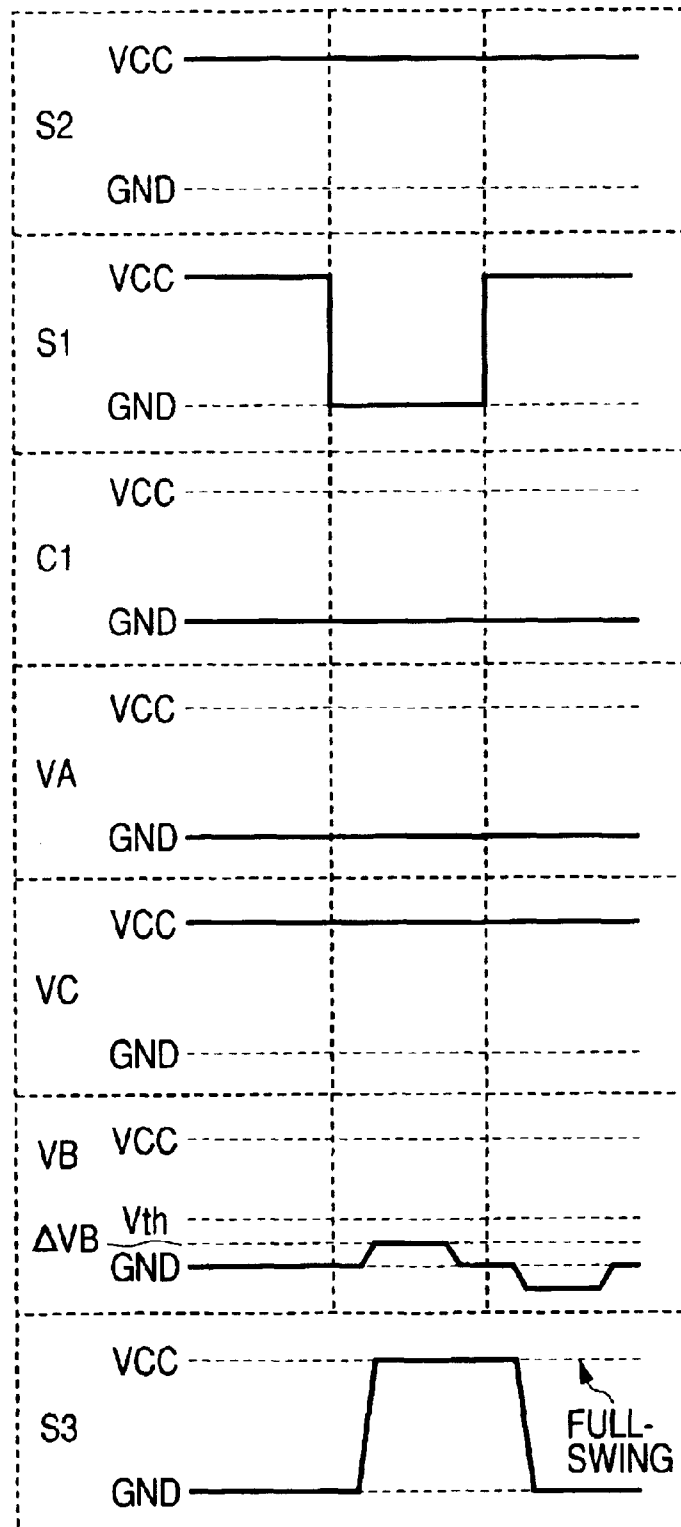 VCC
S2
GND
VCC
S1
GND
VCC
C1
GND
VCC
VA
GND
VCC
VC
GND
VB VCC
Vth
ΔVB
GND
VCC
S3
FULL-
SWING
GND